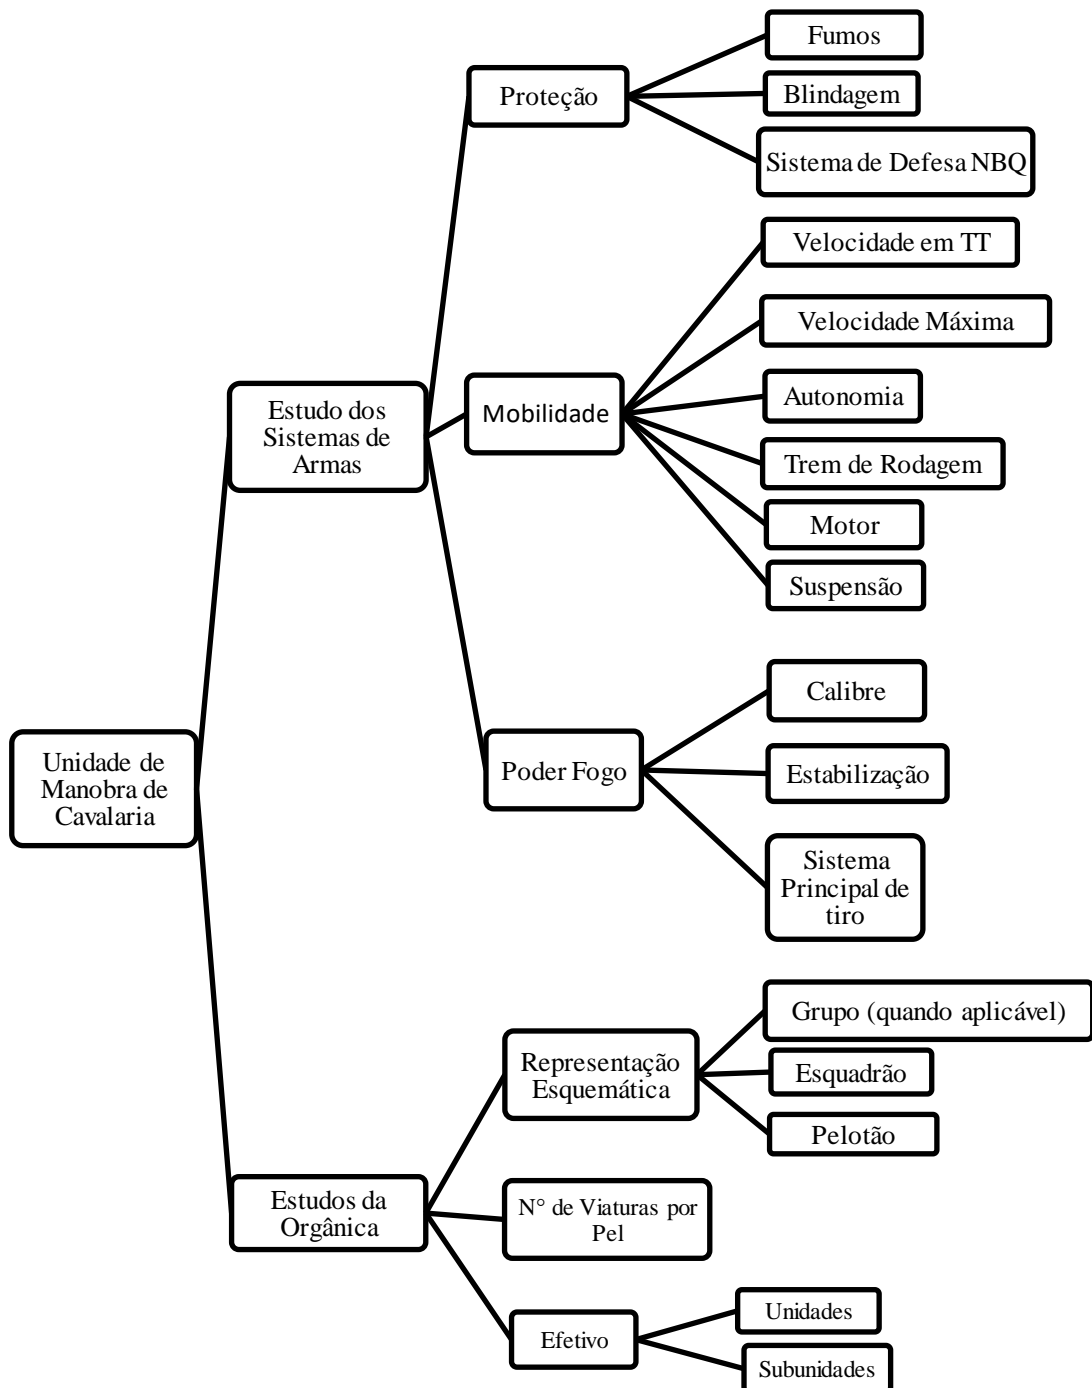 Fumos
Proteção
Blindagem
Sistema de Defesa NBQ
Velocidade em TT
Velocidade Máxima
Estudo dos
Sistemas de
Armas
Mobilidade
Autonomia
Trem de Rodagem
Motor
Suspensão
Calibre
Unidade de
Manobra de
Cavalaria
Poder Fogo
Estabilização
Sistema
Principal de
tiro
Grupo (quando aplicável)
Representação
Esquemática
Esquadrão
Pelotão
Estudos da
Orgânica
N° de Viaturas por
Pel
Unidades
Efetivo
Subunidades